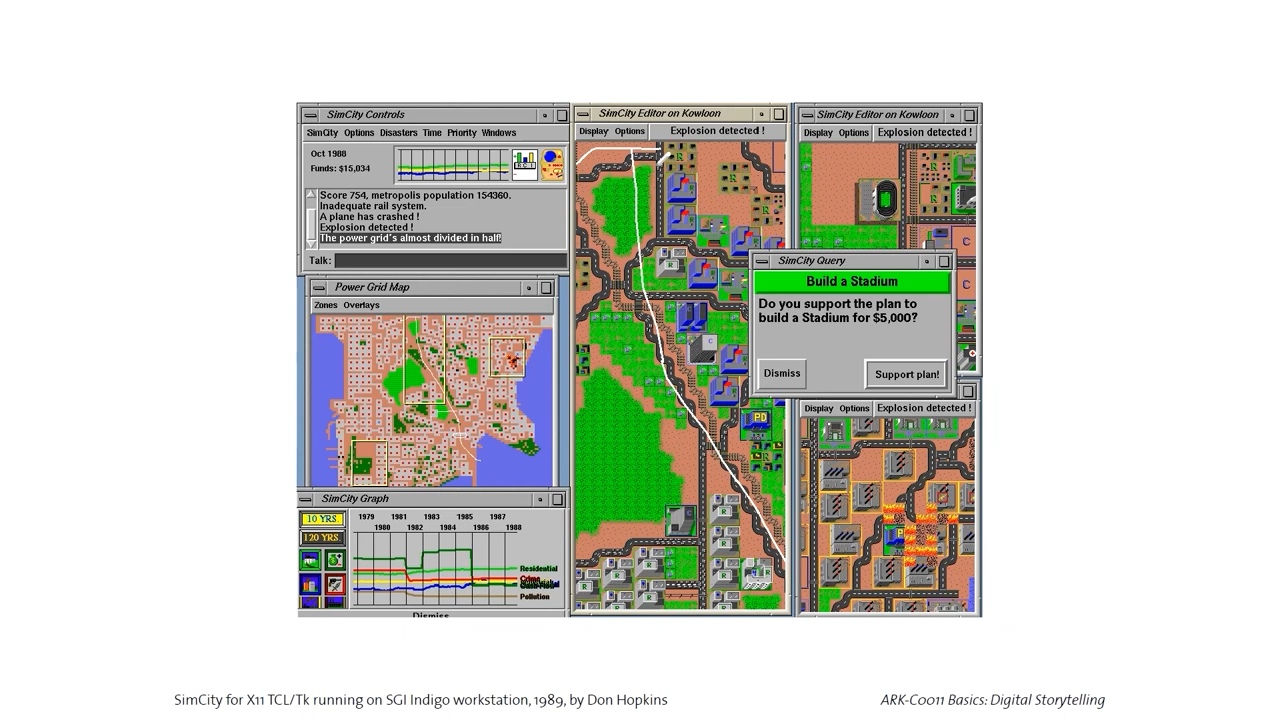 SimCity Controls
SimCity Options Disasters Time Priority Windows
Oct 1988
Funds: $15,034
R C I
Score 754, metropolis population 154360.
Inadequate rail system.
A plane has crashed !
Explosion detected !
The power grid's almost divided in half!
Talk:
Power Grid Map
Zones Overlays
SimCity Graph
10 YRS.
120 YRS.
1979 1981 1983 1985 1987
1980 1982 1984 1986 1988
Residential
Crime
Pollution
Dismiss
SimCity Editor on Kowloon
Display Options Explosion detected !
PD
SimCity Editor on Kowloon
Display Options Explosion detected !
SimCity Query
Build a Stadium
Do you support the plan to
build a Stadium for $5,000?
Dismiss Support plan!
Display Options Explosion detected !
SimCity for X11 TCL/Tk running on SGI Indigo workstation, 1989, by Don Hopkins
ARK-C0011 Basics: Digital Storytelling